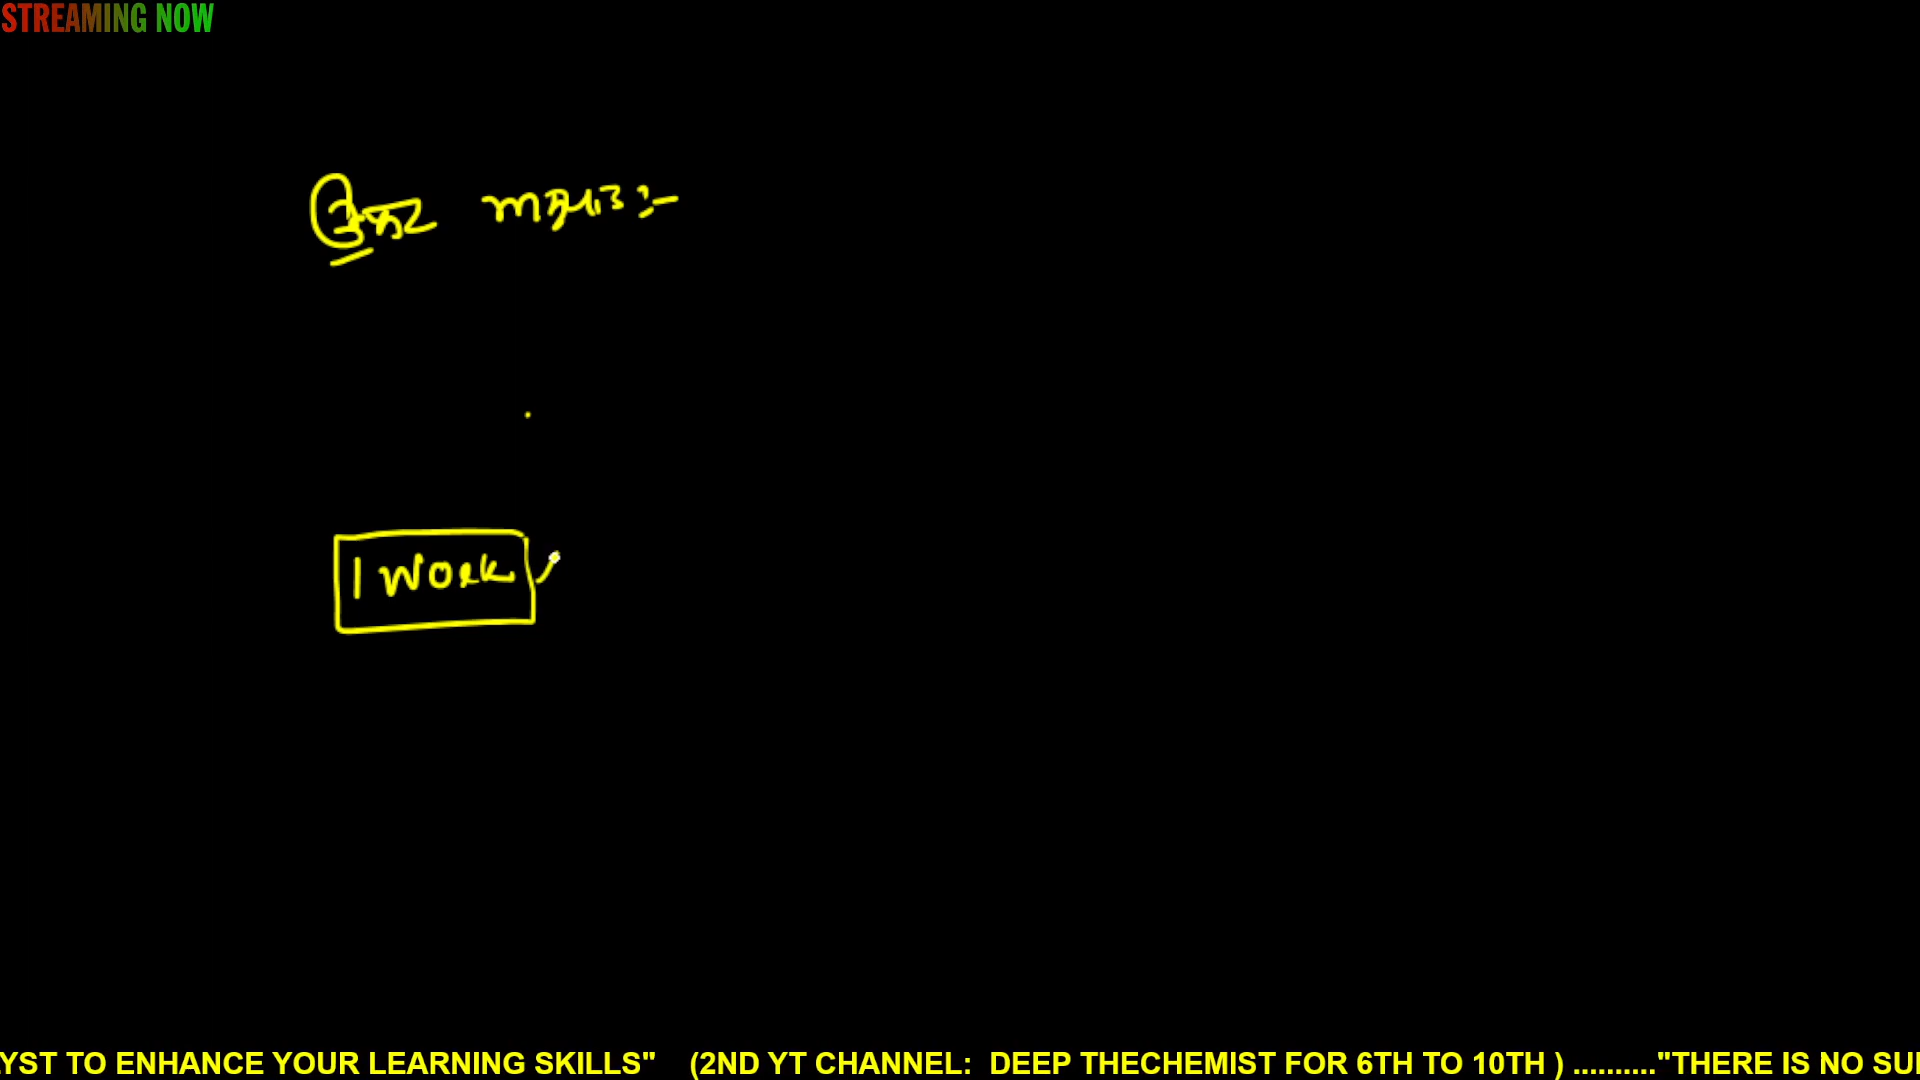 STREAMING NOW
1 WORK
YST TO ENHANCE YOUR LEARNING SKILLS" (2ND YT CHANNEL: DEEP THECHEMIST FOR 6TH TO 10TH ) .........."THERE IS NO SU